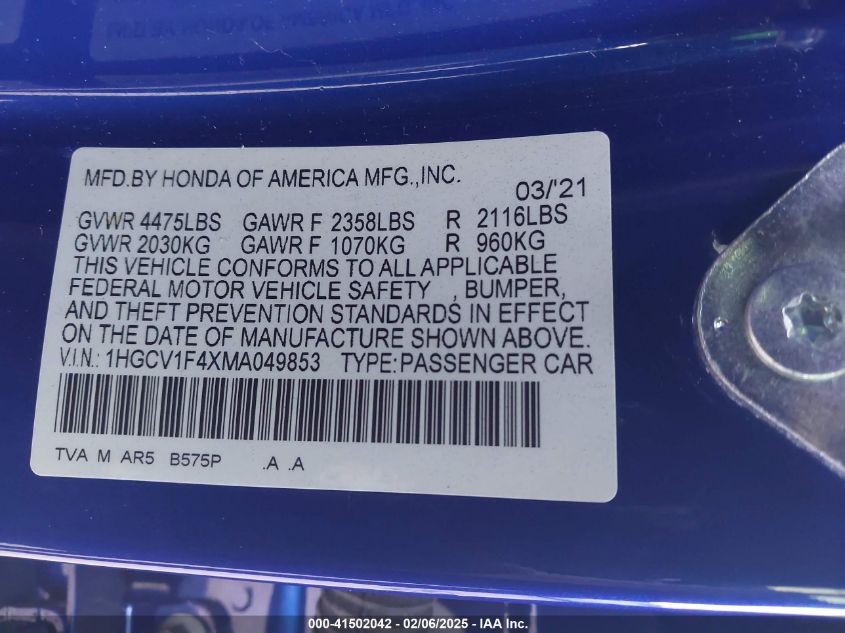 MFD.BY HONDA OF AMERICA MFG.,INC.
03/'21
GVWR 4475LBS GAWR F 2358LBS R 2116LBS
GVWR 2030KG GAWR F 1070KG R 960KG
THIS VEHICLE CONFORMS TO ALL APPLICABLE
FEDERAL MOTOR VEHICLE SAFETY , BUMPER,
AND THEFT PREVENTION STANDARDS IN EFFECT
ON THE DATE OF MANUFACTURE SHOWN ABOVE.
V.I.N.: 1HGCV1F4XMA049853 TYPE:PASSENGER CAR
TVA M AR5 B575P .A .A
000-41502042 - 02/06/2025 - IAA Inc.